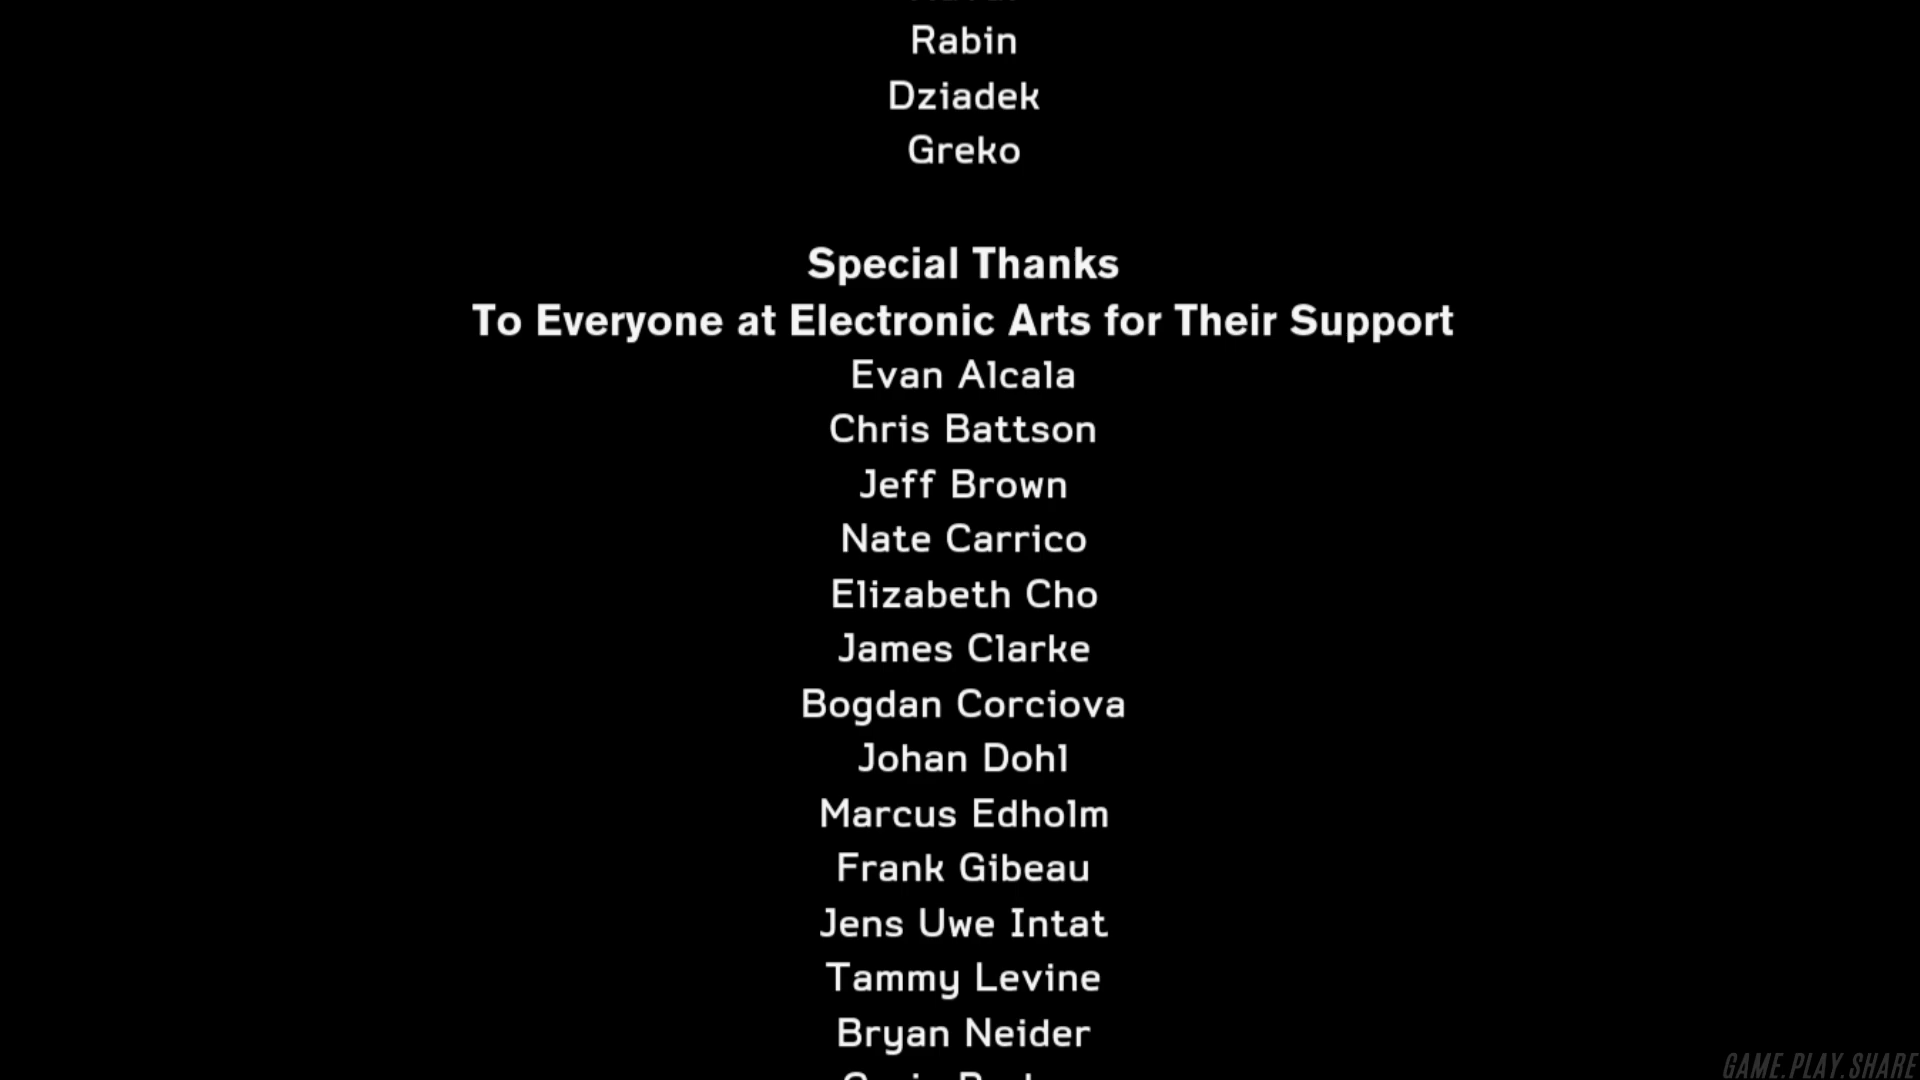 Rabin
Dziadek
Greko
Special Thanks
To Everyone at Electronic Arts for Their Support
Evan Alcala
Chris Battson
Jeff Brown
Nate Carrico
Elizabeth Cho
James Clarke
Bogdan Corciova
Johan Dohl
Marcus Edholm
Frank Gibeau
Jens Uwe Intat
Tammy Levine
Bryan Neider
GAME.PLAY.SHARE